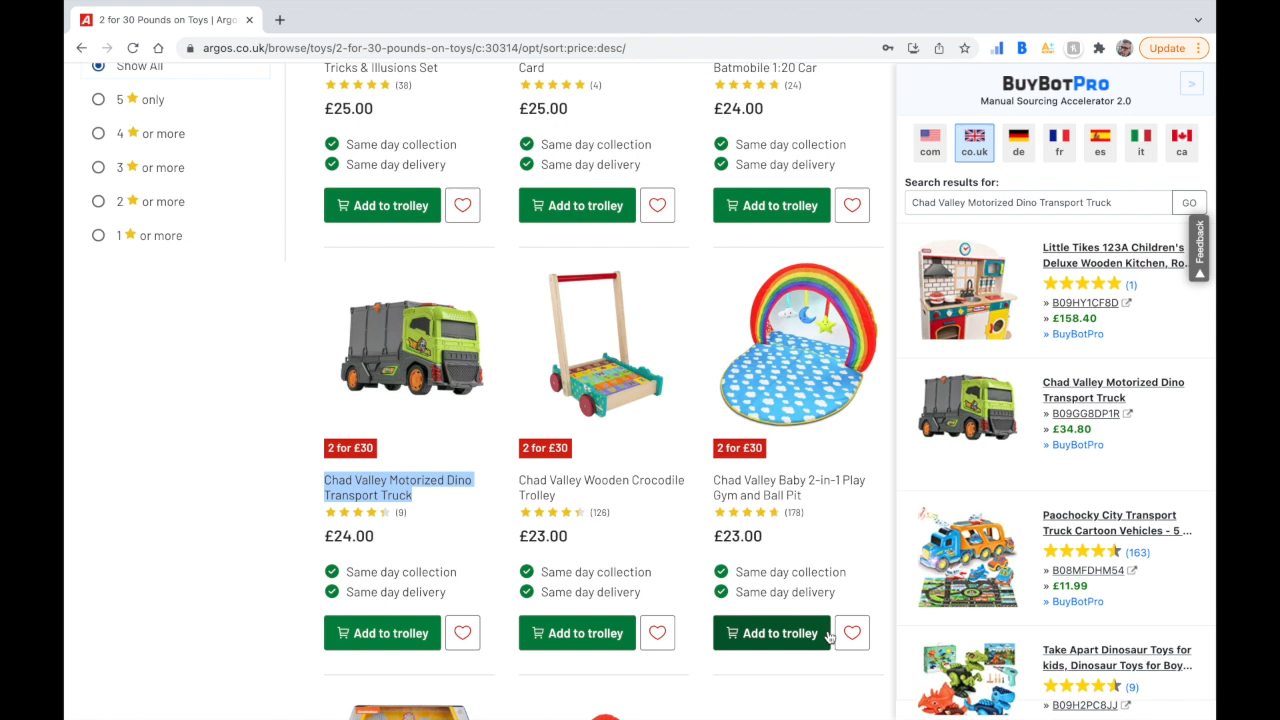 2 for 30 Pounds on Toys | Argo
argos.co.uk/browse/toys/2-for-30-pounds-on-toys/c:30314/opt/sort:price:desc/
Update
Show All
5 only
4 or more
3 or more
2 or more
1 or more
Tricks & Illusions Set
(38)
£25.00
Same day collection
Same day delivery
Add to trolley
Card
(4)
£25.00
Same day collection
Same day delivery
Add to trolley
Batmobile 1:20 Car
(24)
£24.00
Same day collection
Same day delivery
Add to trolley
2 for £30
Chad Valley Motorized Dino
Transport Truck
(9)
£24.00
Same day collection
Same day delivery
Add to trolley
2 for £30
Chad Valley Wooden Crocodile
Trolley
(126)
£23.00
Same day collection
Same day delivery
Add to trolley
2 for £30
Chad Valley Baby 2-in-1 Play
Gym and Ball Pit
(178)
£23.00
Same day collection
Same day delivery
Add to trolley
BUYBOTPRO
Manual Sourcing Accelerator 2.0
>
com
co.uk
de
fr
es
it
ca
Search results for:
Chad Valley Motorized Dino Transport Truck
GO
Feedback
Little Tikes 123A Children's
Deluxe Wooden Kitchen, Ro...
(1)
» B09HY1CF8D
» £158.40
» BuyBotPro
Chad Valley Motorized Dino
Transport Truck
» B09GG8DP1R
» £34.80
» BuyBotPro
Paochocky City Transport
Truck Cartoon Vehicles - 5 ...
(163)
» B08MFDHM54
» £11.99
» BuyBotPro
Take Apart Dinosaur Toys for
kids, Dinosaur Toys for Boy...
(9)
» B09H2PC8JJ